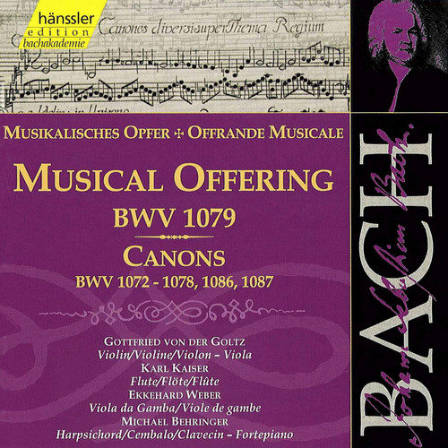 hänssler
edition
bachakademie
Canones diversi super Thema Regium
Musikalisches Opfer ✢ Offrande Musicale
Musical Offering
BWV 1079
Canons
BWV 1072 - 1078, 1086, 1087
Gottfried von der Goltz
Violin/Violine/Violon – Viola
Karl Kaiser
Flute/Flöte/Flûte
Ekkehard Weber
Viola da Gamba/Viole de gambe
Michael Behringer
Harpsichord/Cembalo/Clavecin – Fortepiano
BACH